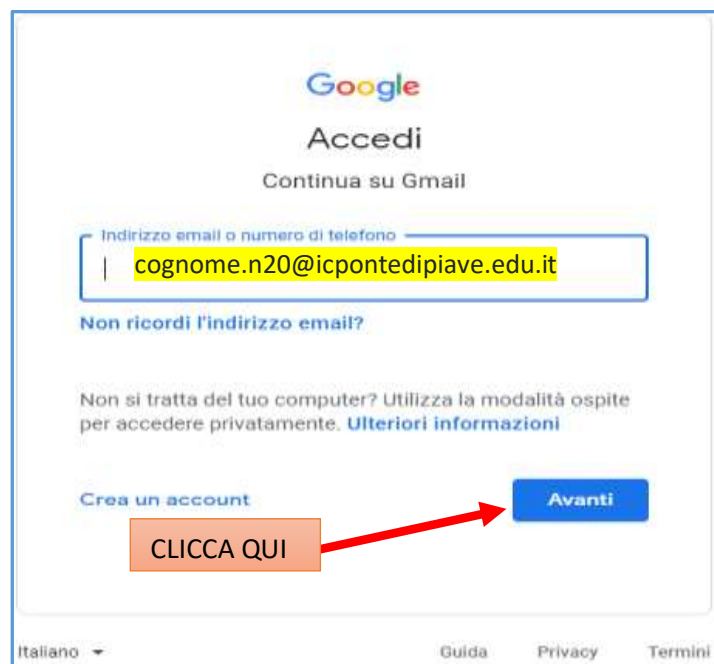 Google
Accedi
Continua su Gmail
Indirizzo email o numero di telefono
cognome.n20@icpontedipiave.edu.it
Non ricordi l'indirizzo email?
Non si tratta del tuo computer? Utilizza la modalità ospite
per accedere privatamente. Ulteriori informazioni
Crea un account
Avanti
CLICCA QUI
Italiano
Guida
Privacy
Termini